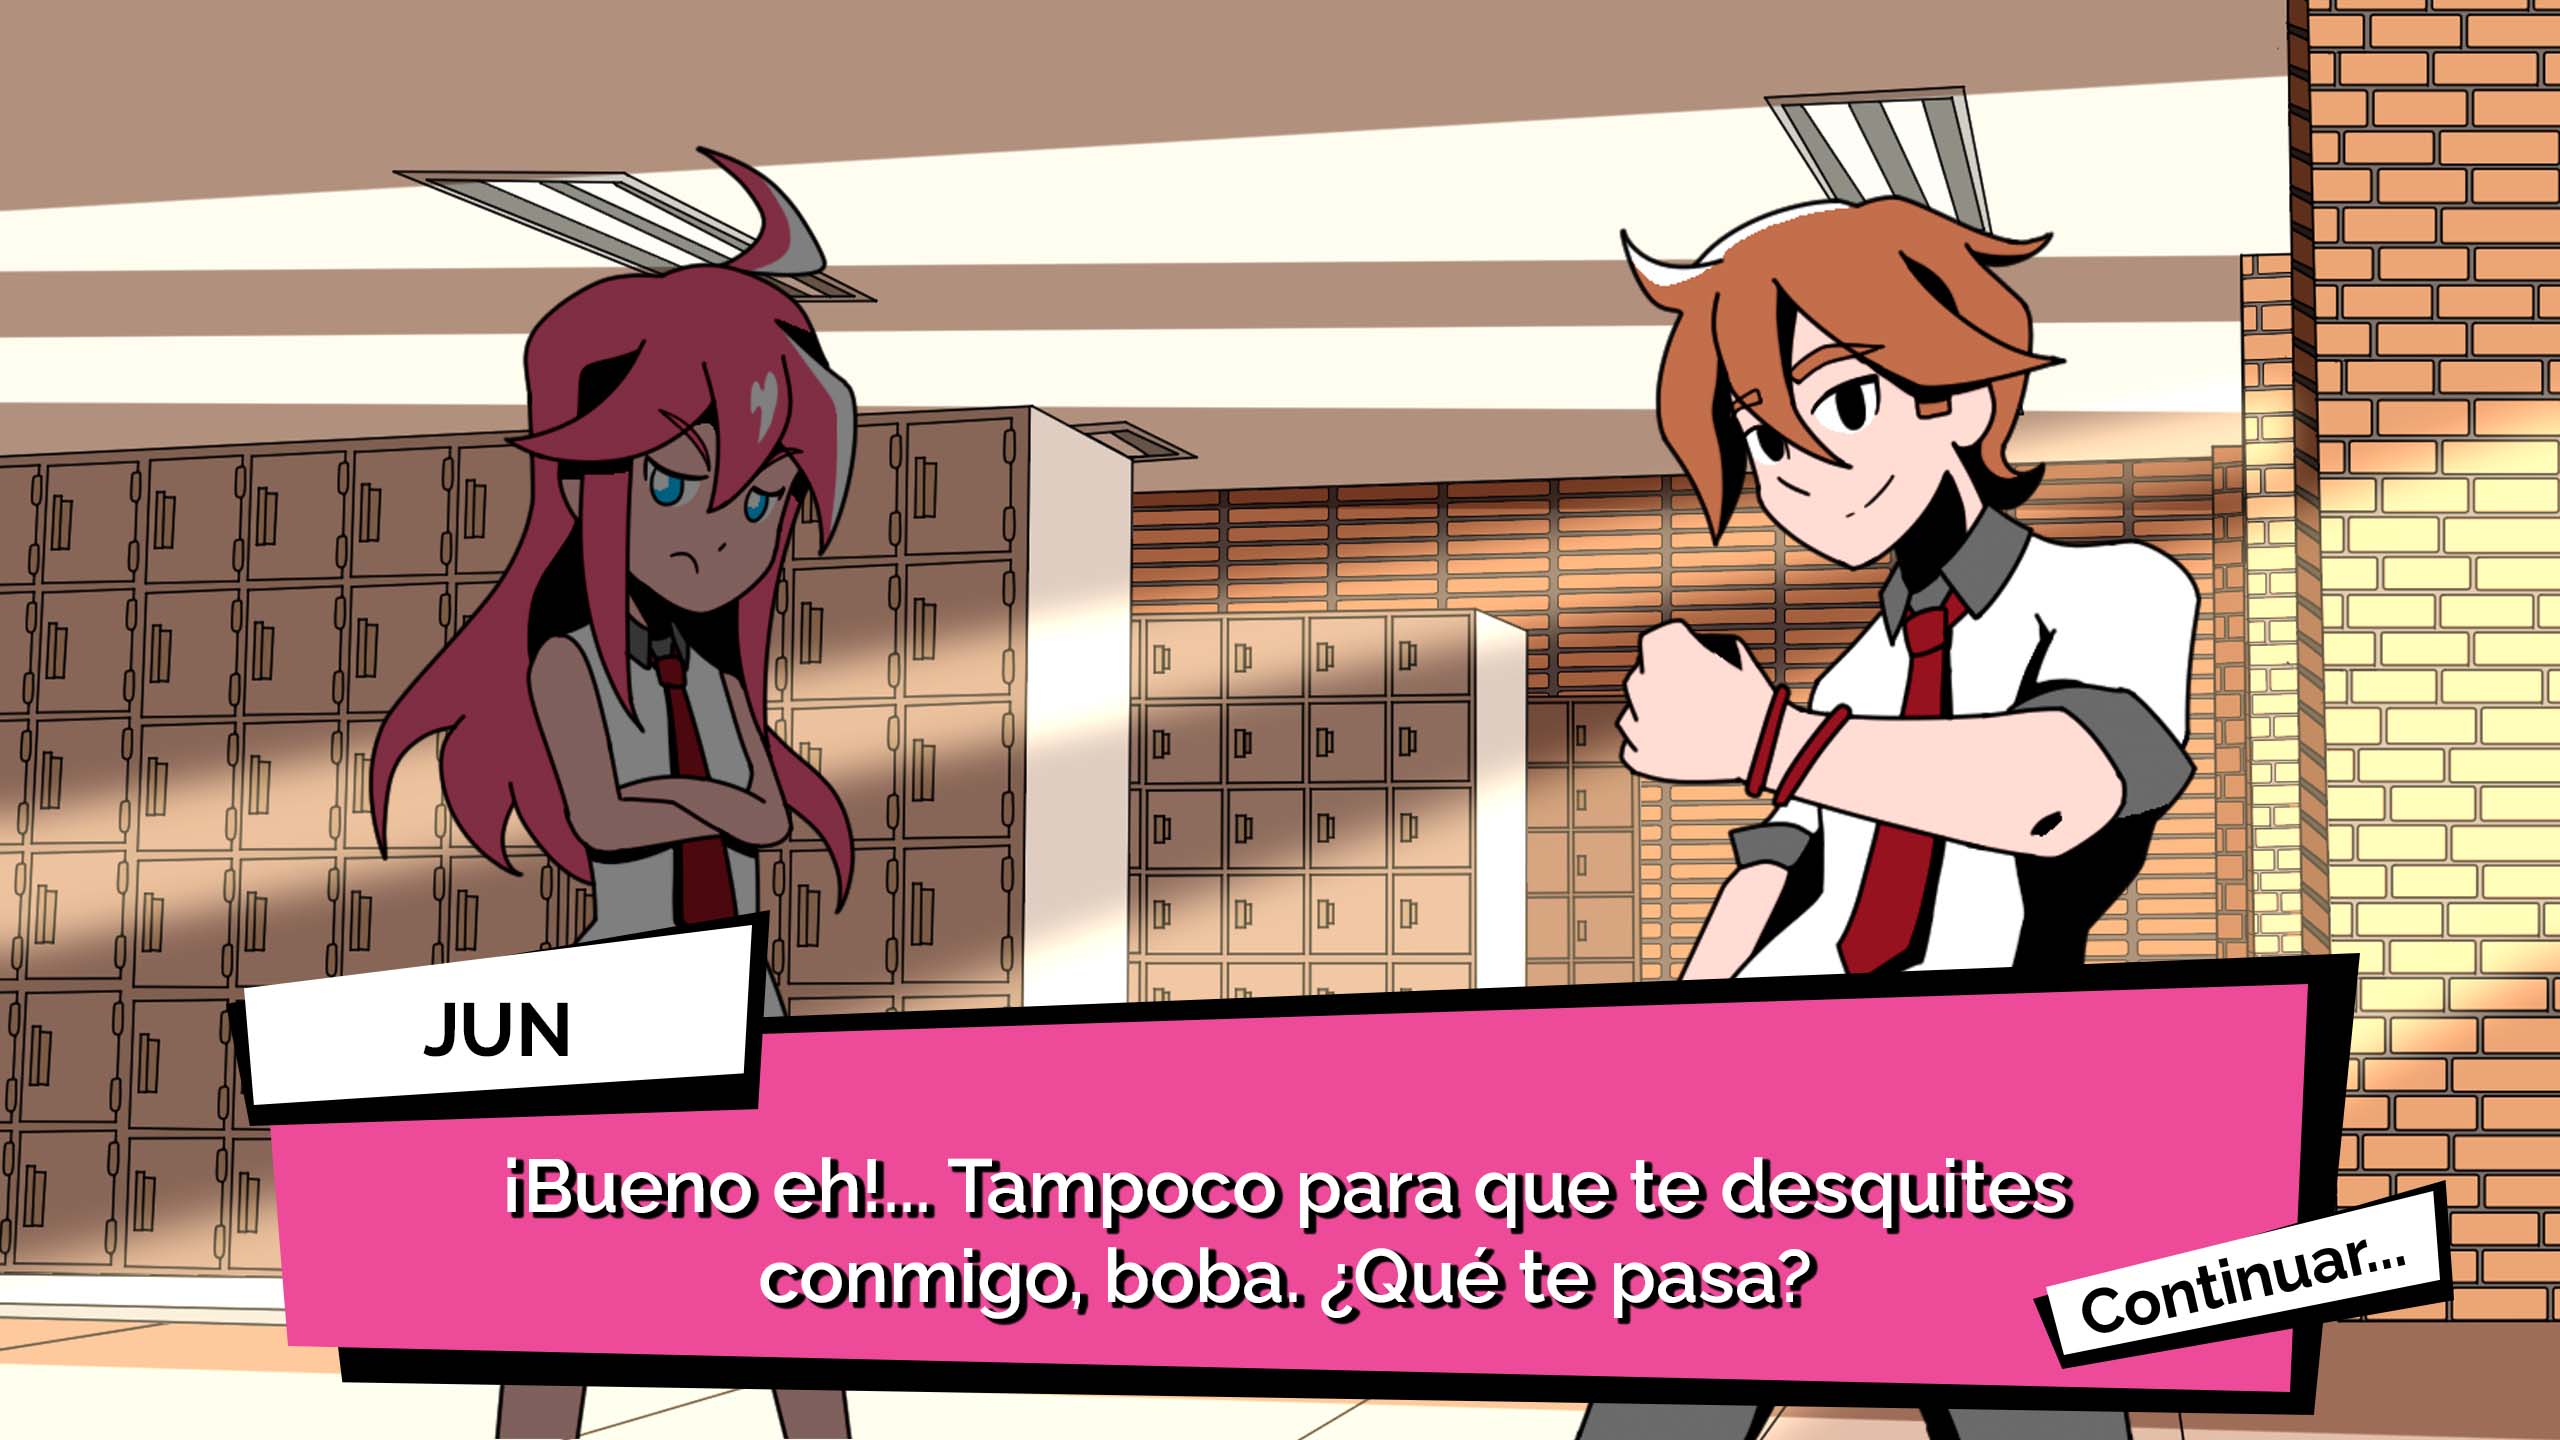 JUN
¡Bueno eh!... Tampoco para que te desquites
conmigo, boba. ¿Qué te pasa?
Continuar...